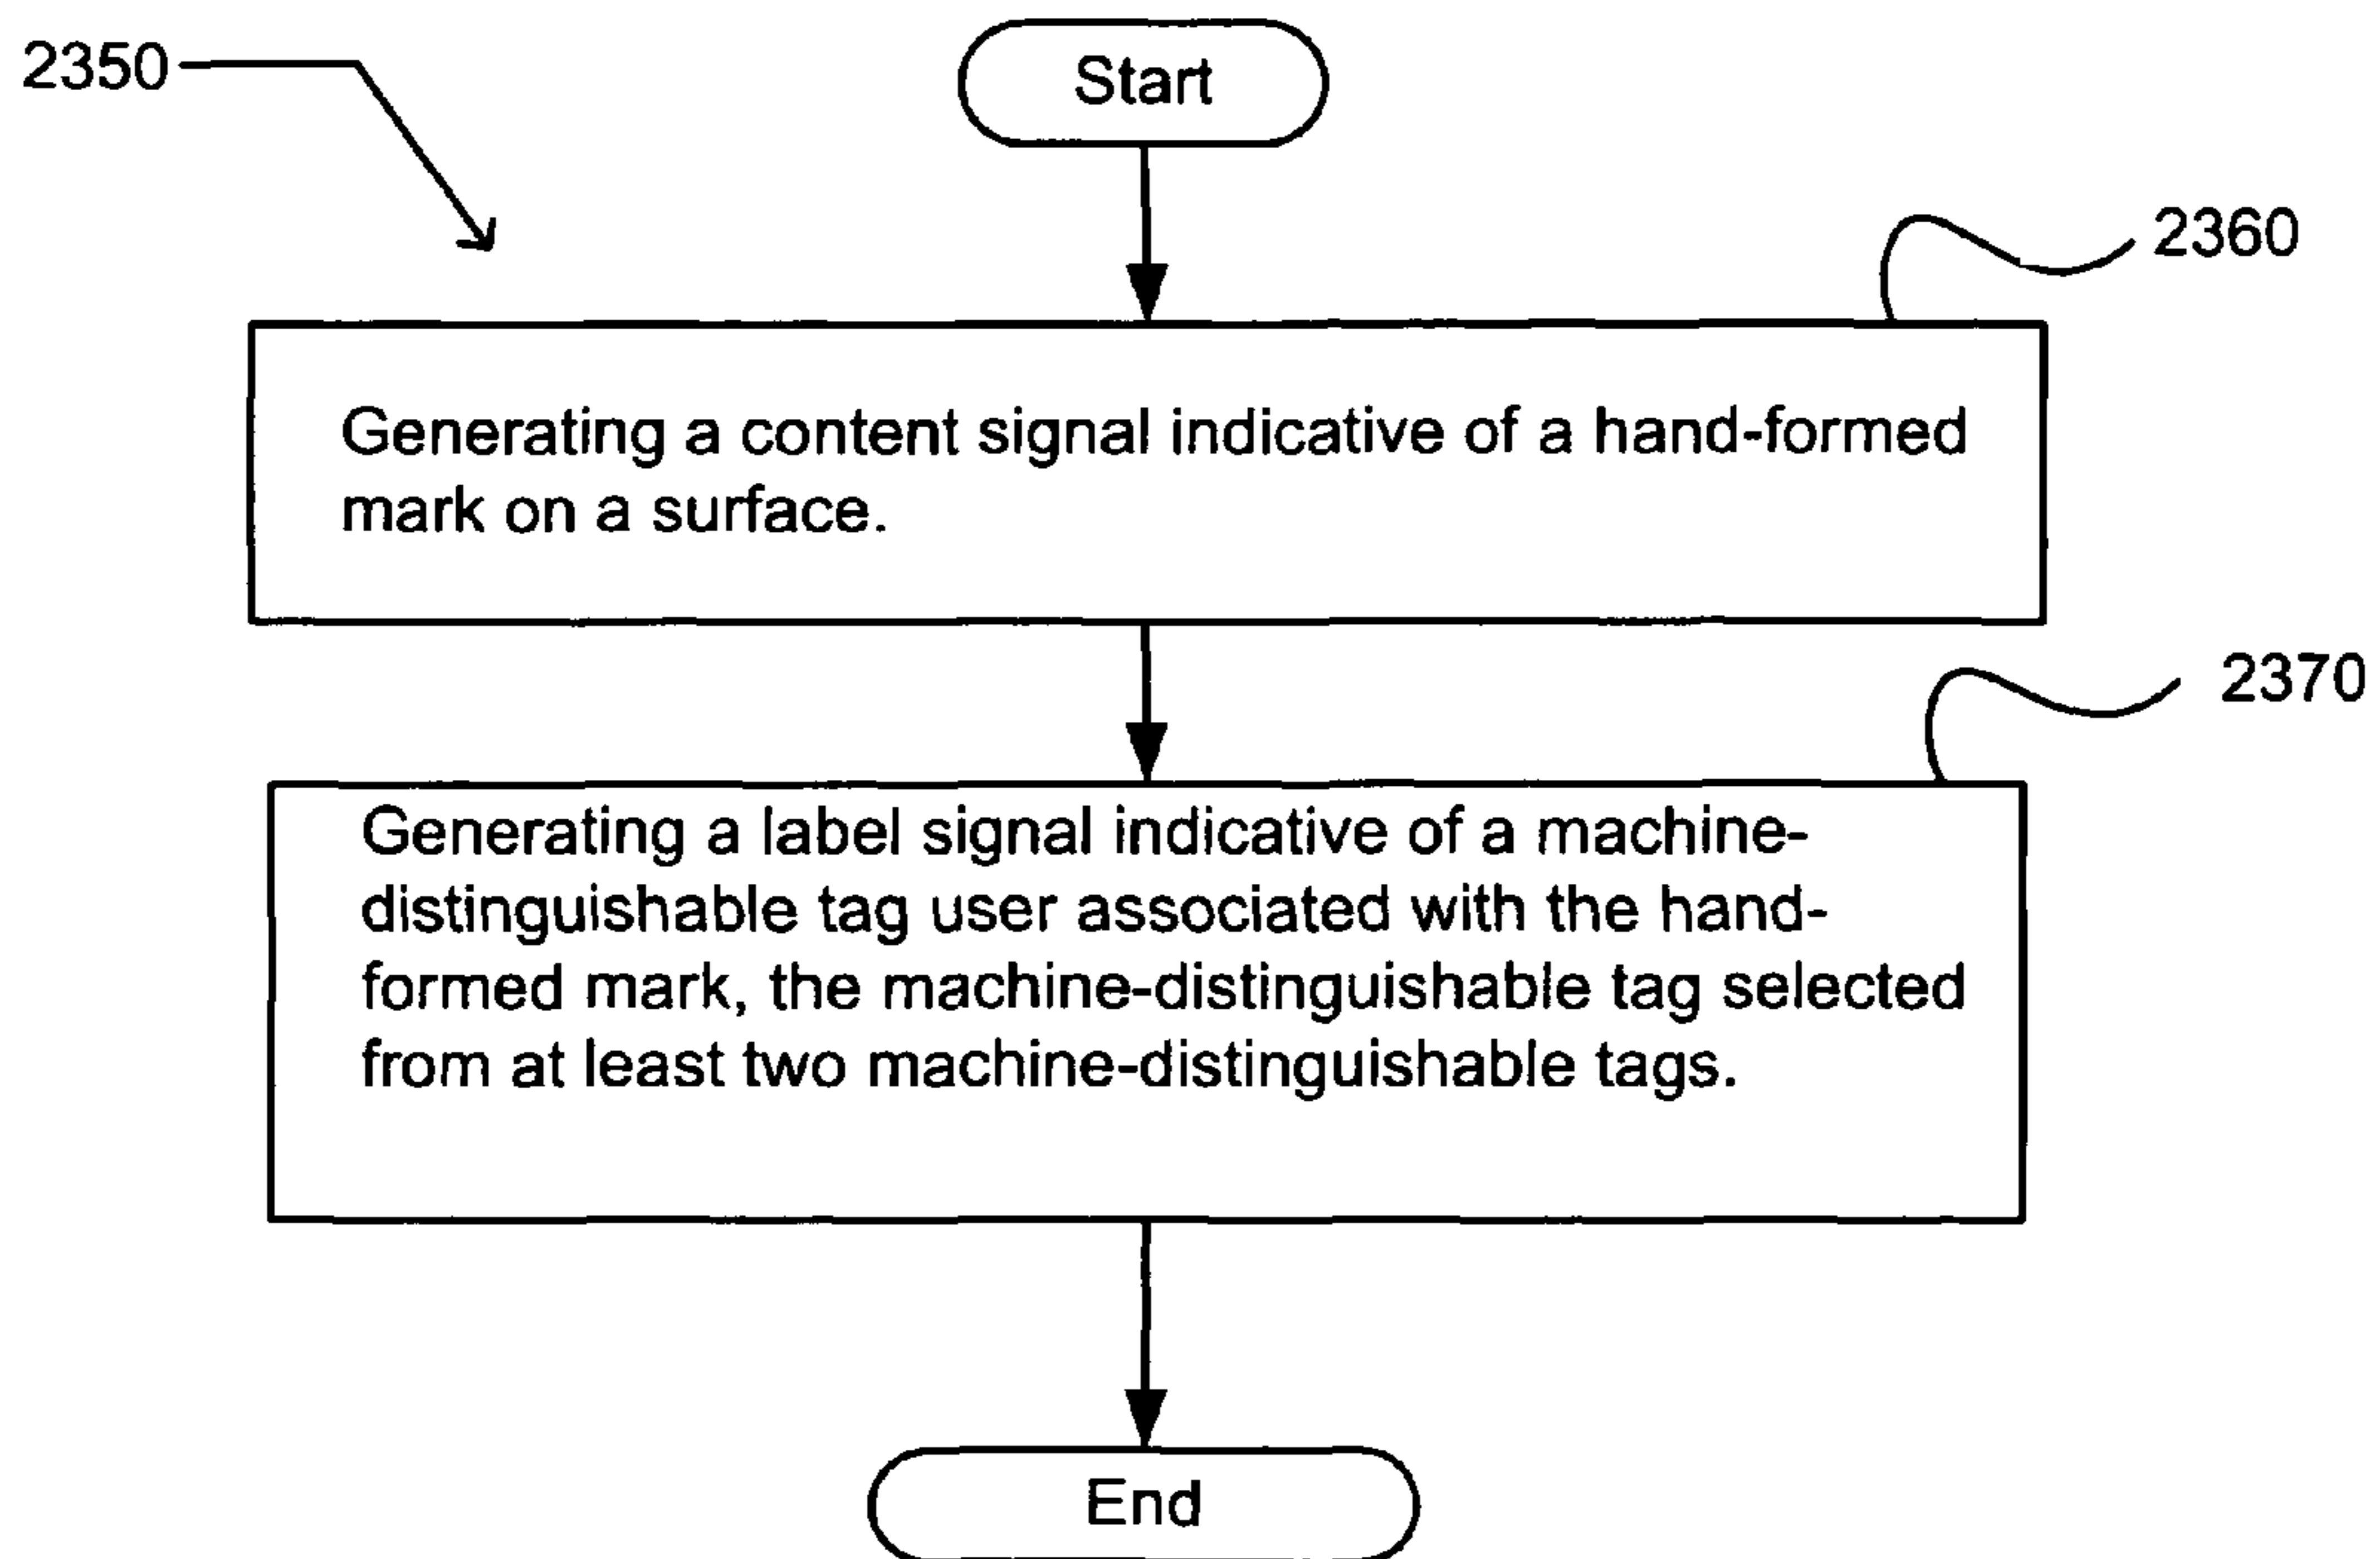 2350
Start
2360
Generating a content signal indicative of a hand-formed
mark on a surface.
2370
Generating a label signal indicative of a machine-
distinguishable tag user associated with the hand-
formed mark, the machine-distinguishable tag selected
from at least two machine-distinguishable tags.
End